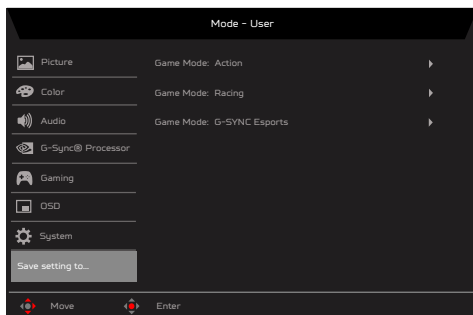 Mode - User
Picture
Color
Audio
G-Sync® Processor
Gaming
OSD
System
Save setting to...
Game Mode: Action
Game Mode: Racing
Game Mode: G-SYNC Esports
Move
Enter